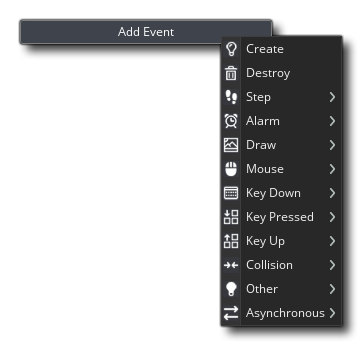 Add Event
Create
Destroy
Step
Alarm
Draw
Mouse
Key Down
Key Pressed
Key Up
Collision
Other
Asynchronous